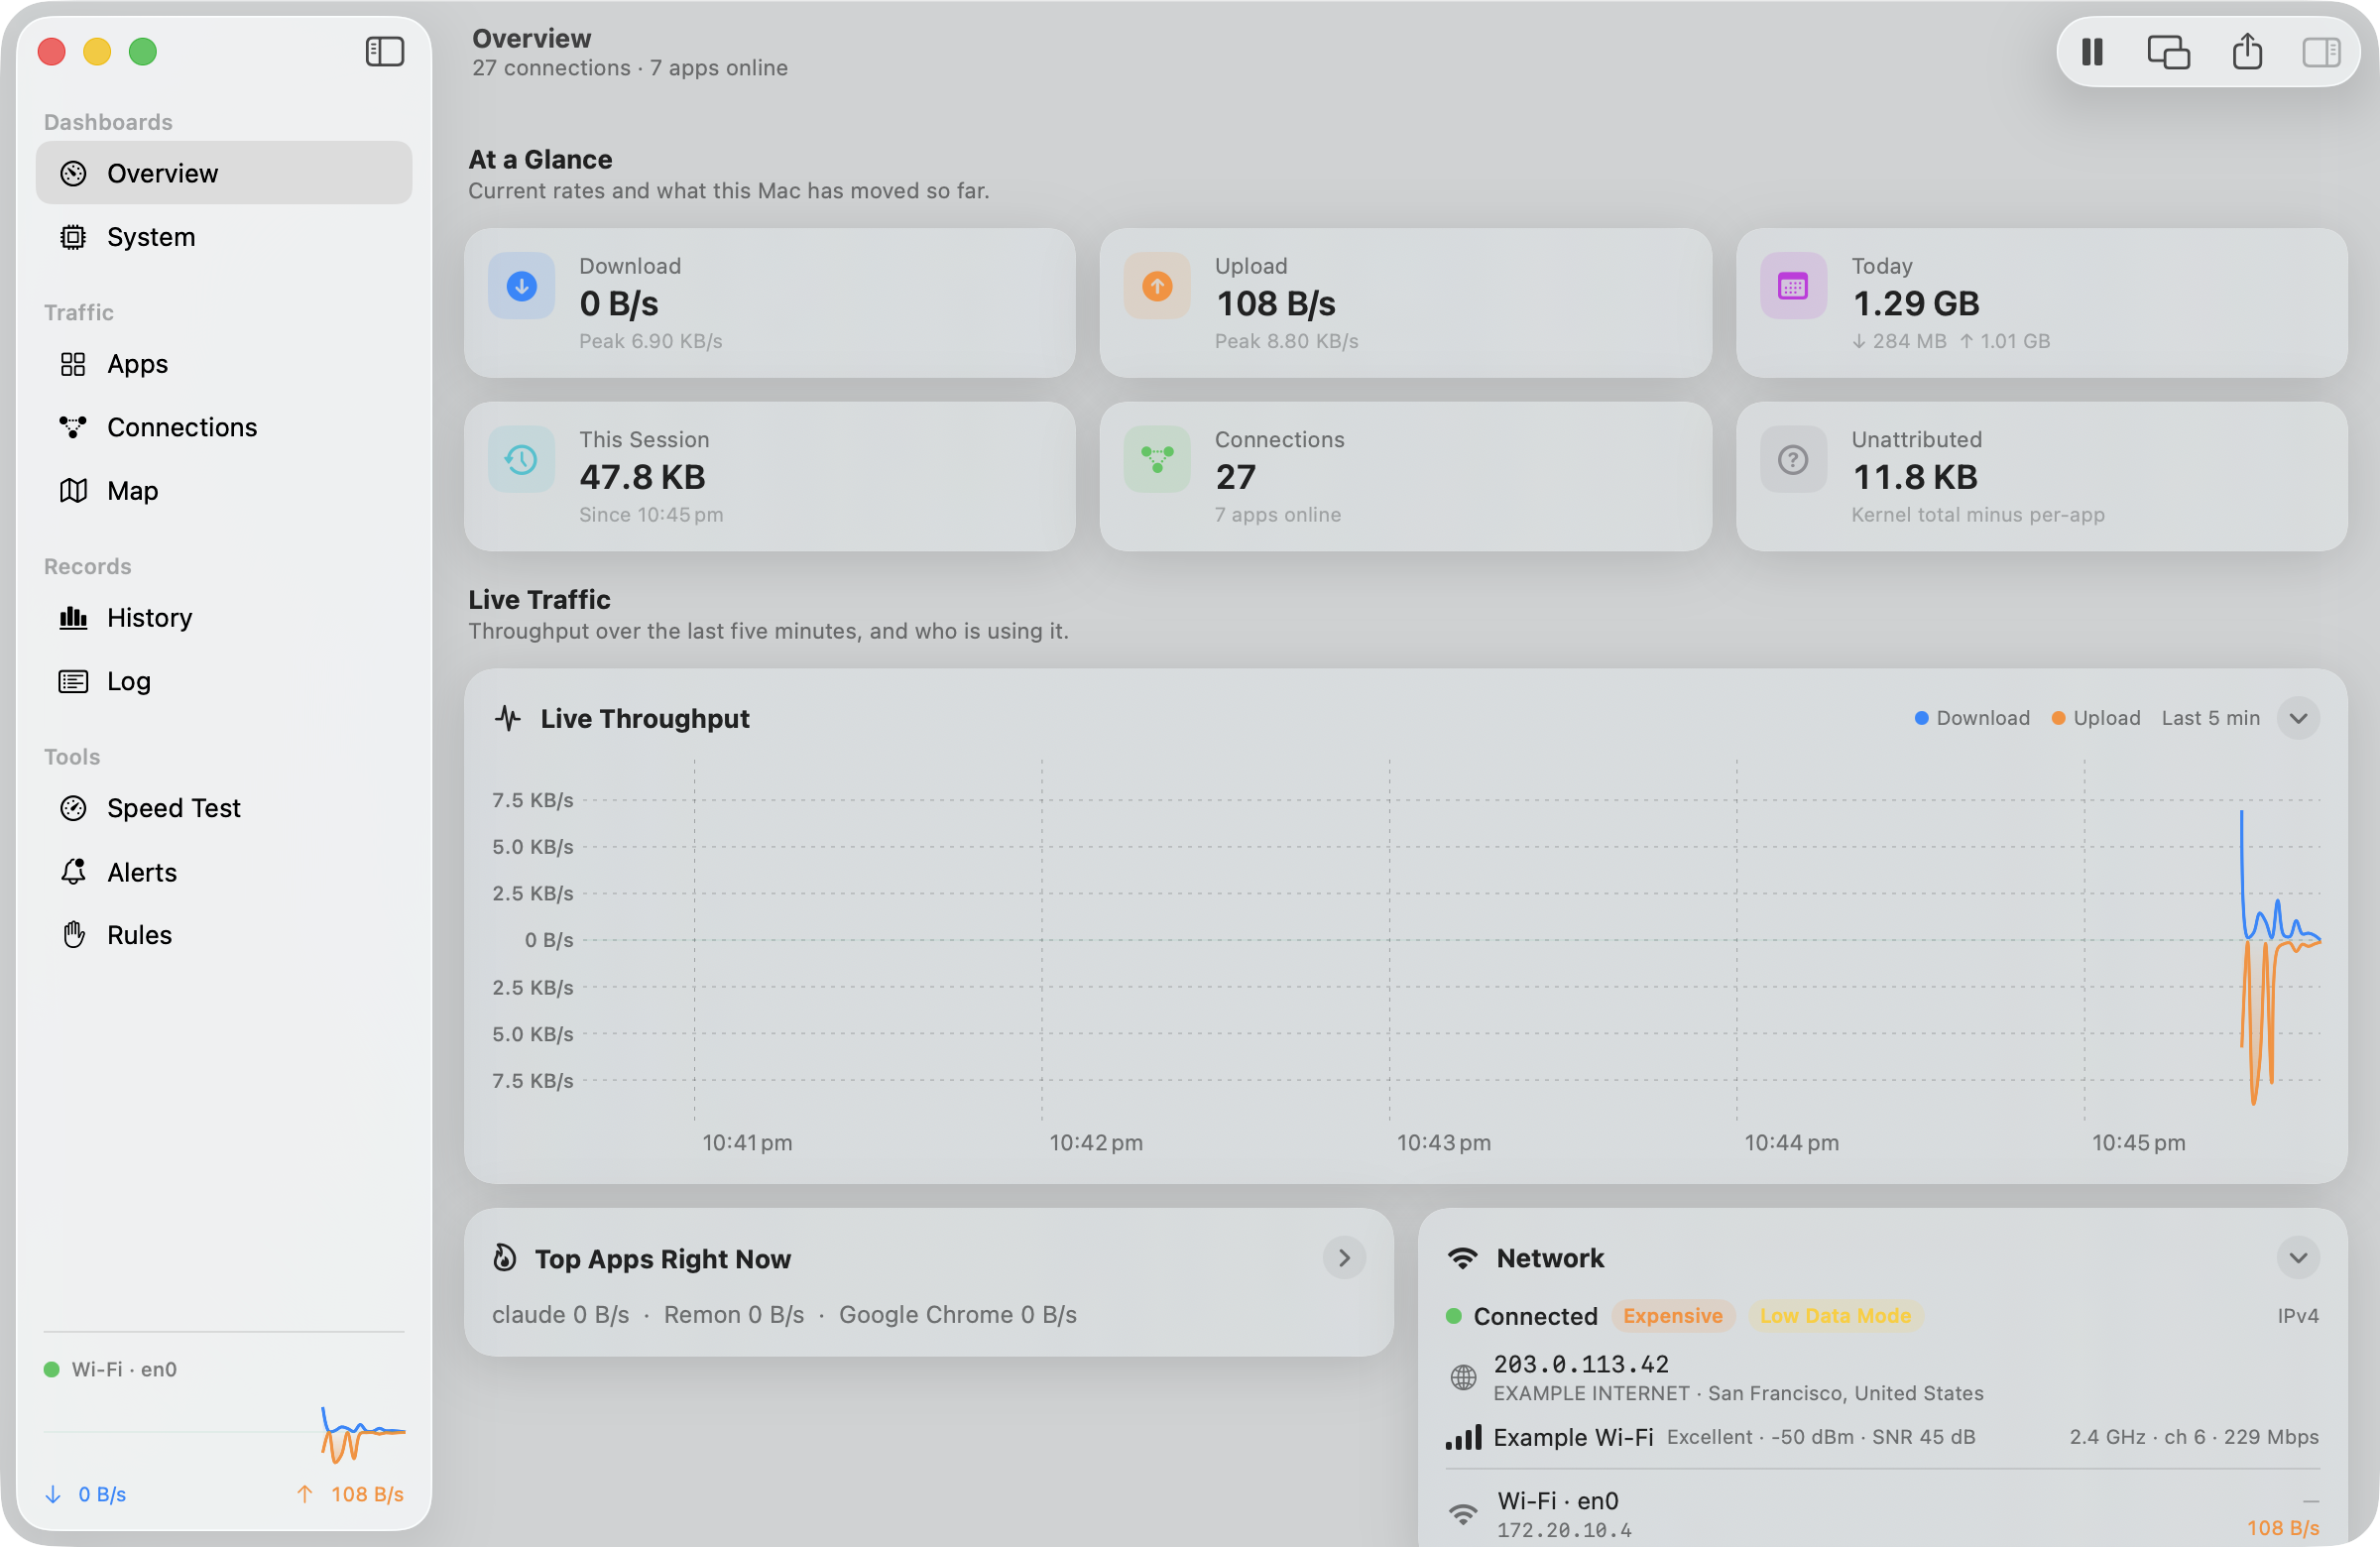 Dashboards
Overview
System
Traffic
Apps
Connections
Map
Records
History
Log
Tools
Speed Test
Alerts
Rules
Wi-Fi · en0
↓ 0 B/s ↑ 108 B/s
Overview
27 connections · 7 apps online
At a Glance
Current rates and what this Mac has moved so far.
Download
0 B/s
Peak 6.90 KB/s
Upload
108 B/s
Peak 8.80 KB/s
Today
1.29 GB
↓ 284 MB ↑ 1.01 GB
This Session
47.8 KB
Since 10:45 pm
Connections
27
7 apps online
Unattributed
11.8 KB
Kernel total minus per-app
Live Traffic
Throughput over the last five minutes, and who is using it.
Live Throughput
Download Upload Last 5 min
7.5 KB/s
5.0 KB/s
2.5 KB/s
0 B/s
2.5 KB/s
5.0 KB/s
7.5 KB/s
10:41 pm 10:42 pm 10:43 pm 10:44 pm 10:45 pm
Top Apps Right Now
claude 0 B/s · Remon 0 B/s · Google Chrome 0 B/s
Network
Connected Expensive Low Data Mode IPv4
203.0.113.42
EXAMPLE INTERNET · San Francisco, United States
Example Wi-Fi Excellent · -50 dBm · SNR 45 dB 2.4 GHz · ch 6 · 229 Mbps
Wi-Fi · en0 —
172.20.10.4 108 B/s